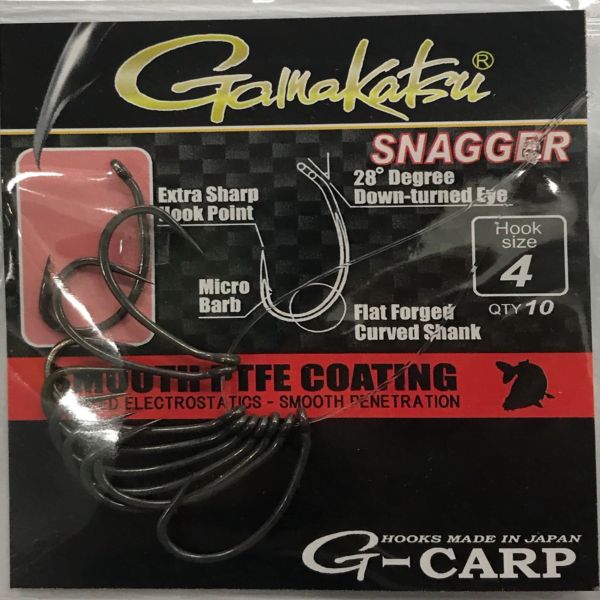 Gamakatsu®
SNAGGER
Extra Sharp
Hook Point
28° Degree
Down-turned Eye
Micro
Barb
Flat Forged
Curved Shank
Hook
size
4
QTY 10
PTFE COATING
ELECTROSTATICS - SMOOTH PENETRATION
HOOKS MADE IN JAPAN
G-CARP